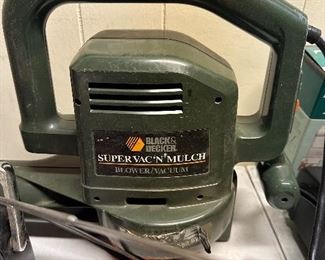 BLACK&
DECKER
SUPER VAC 'N' MULCH
BLOWER/VACUUM